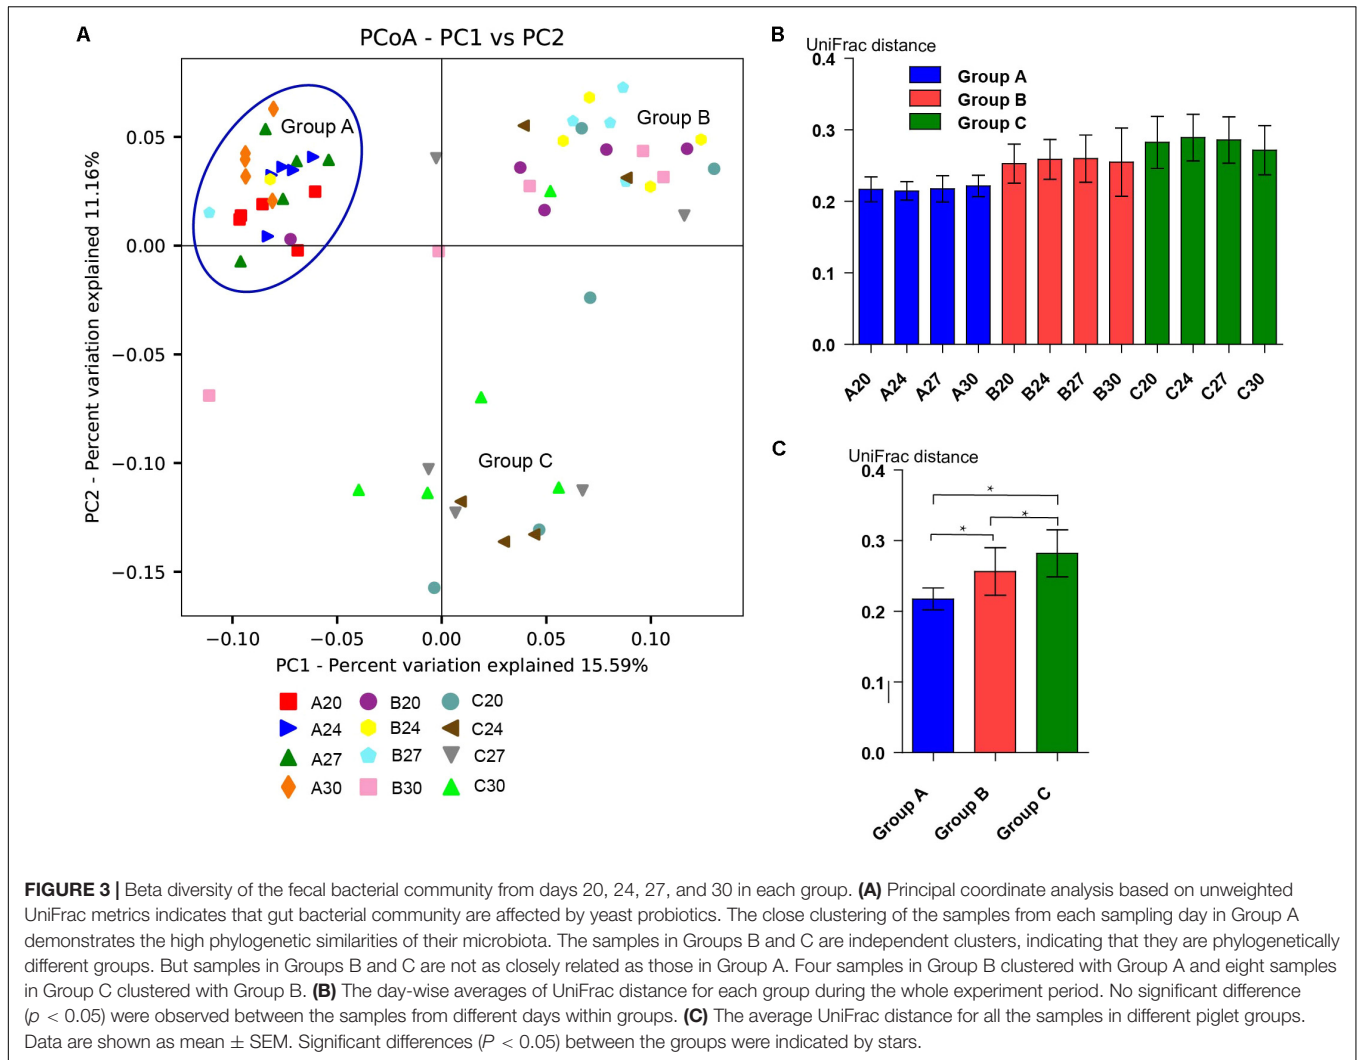 A
PCoA - PC1 vs PC2
PC2 - Percent variation explained 11.16%
0.05
0.00
−0.05
−0.10
−0.15
Group A
Group B
Group C
−0.10
−0.05
0.00
0.05
0.10
PC1 - Percent variation explained 15.59%
A20
B20
C20
A24
B24
C24
A27
B27
C27
A30
B30
C30
B
UniFrac distance
0.4
0.3
0.2
0.1
0.0
Group A
Group B
Group C
A20
A24
A27
A30
B20
B24
B27
B30
C20
C24
C27
C30
C
UniFrac distance
0.4
0.3
0.2
0.1
0.0
*
*
*
Group A
Group B
Group C
FIGURE 3 | Beta diversity of the fecal bacterial community from days 20, 24, 27, and 30 in each group. (A) Principal coordinate analysis based on unweighted
UniFrac metrics indicates that gut bacterial community are affected by yeast probiotics. The close clustering of the samples from each sampling day in Group A
demonstrates the high phylogenetic similarities of their microbiota. The samples in Groups B and C are independent clusters, indicating that they are phylogenetically
different groups. But samples in Groups B and C are not as closely related as those in Group A. Four samples in Group B clustered with Group A and eight samples
in Group C clustered with Group B. (B) The day-wise averages of UniFrac distance for each group during the whole experiment period. No significant difference
(p < 0.05) were observed between the samples from different days within groups. (C) The average UniFrac distance for all the samples in different piglet groups.
Data are shown as mean ± SEM. Significant differences (P < 0.05) between the groups were indicated by stars.